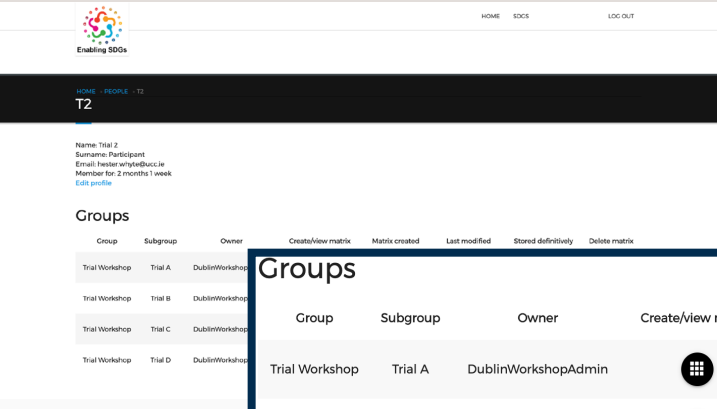 HOME SDGS LOG OUT
Enabling SDGs
HOME > PEOPLE > T2
T2
Name: Trial 2
Surname: Participant
Email: hester.whyte@ucc.ie
Member for: 2 months 1 week
Edit profile
Groups
Group Subgroup Owner Create/view matrix Matrix created Last modified Stored definitively Delete matrix
Trial Workshop Trial A DublinWorkshop
Trial Workshop Trial B DublinWorkshop
Trial Workshop Trial C DublinWorkshop
Trial Workshop Trial D DublinWorkshop
Groups
Group Subgroup Owner Create/view
Trial Workshop Trial A DublinWorkshopAdmin